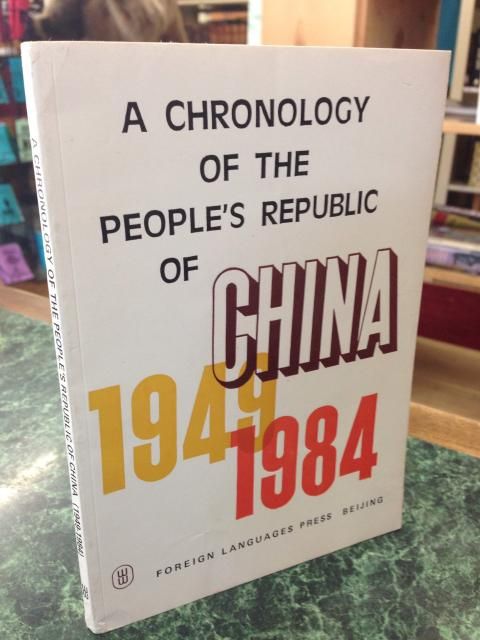 A CHRONOLOGY
OF THE
PEOPLE'S REPUBLIC
OF CHINA
1949
1984
FOREIGN LANGUAGES PRESS BEIJING
A CHRONOLOGY OF THE PEOPLE'S REPUBLIC OF CHINA (1949-1984)